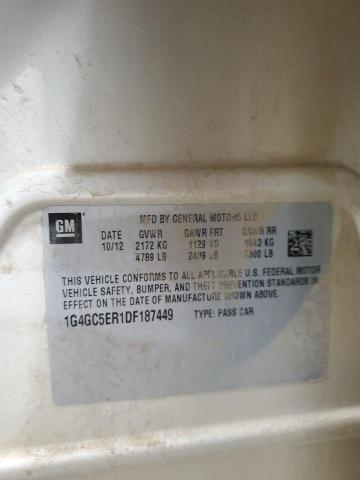 GM
MFD BY GENERAL MOTORS LLC
DATE GVWR GAWR FRT GAWR RR
10/12 2172 KG 1129 KG 1043 KG
4789 LB 2489 LB 2300 LB
THIS VEHICLE CONFORMS TO ALL APPLICABLE U.S. FEDERAL MOTOR
VEHICLE SAFETY, BUMPER, AND THEFT PREVENTION STANDARDS IN
EFFECT ON THE DATE OF MANUFACTURE SHOWN ABOVE.
1G4GC5ER1DF187449 TYPE: PASS CAR